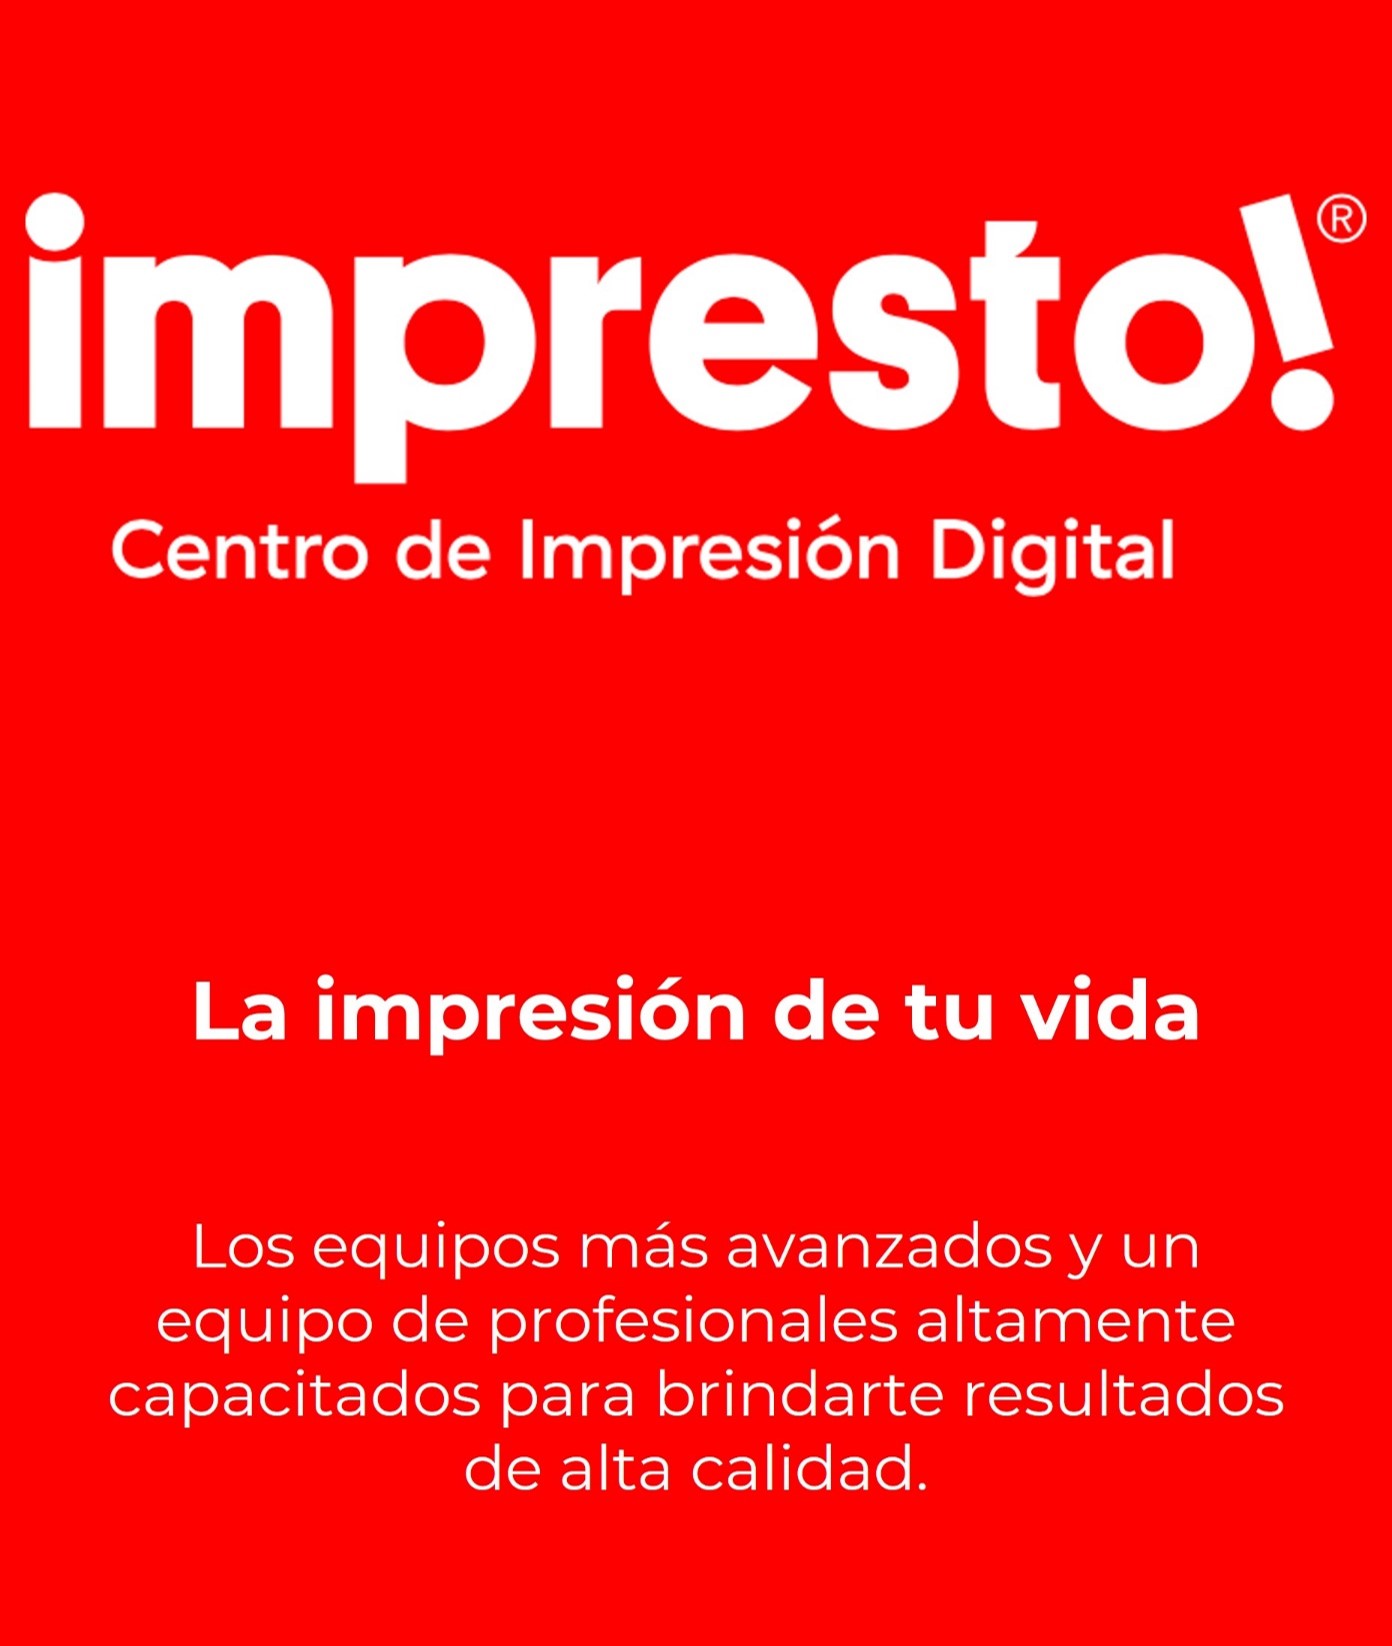 impresto!®
Centro de Impresión Digital
La impresión de tu vida
Los equipos más avanzados y un
equipo de profesionales altamente
capacitados para brindarte resultados
de alta calidad.